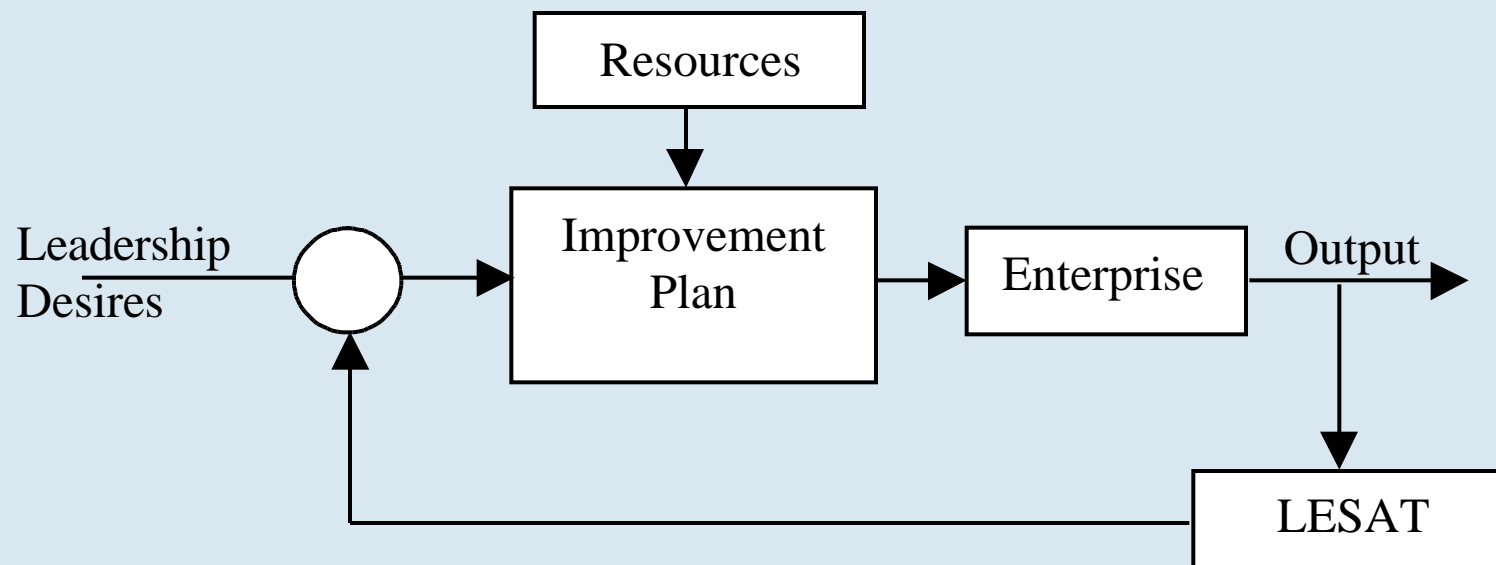 Resources
Leadership
Desires
Improvement
Plan
Enterprise
Output
LESAT